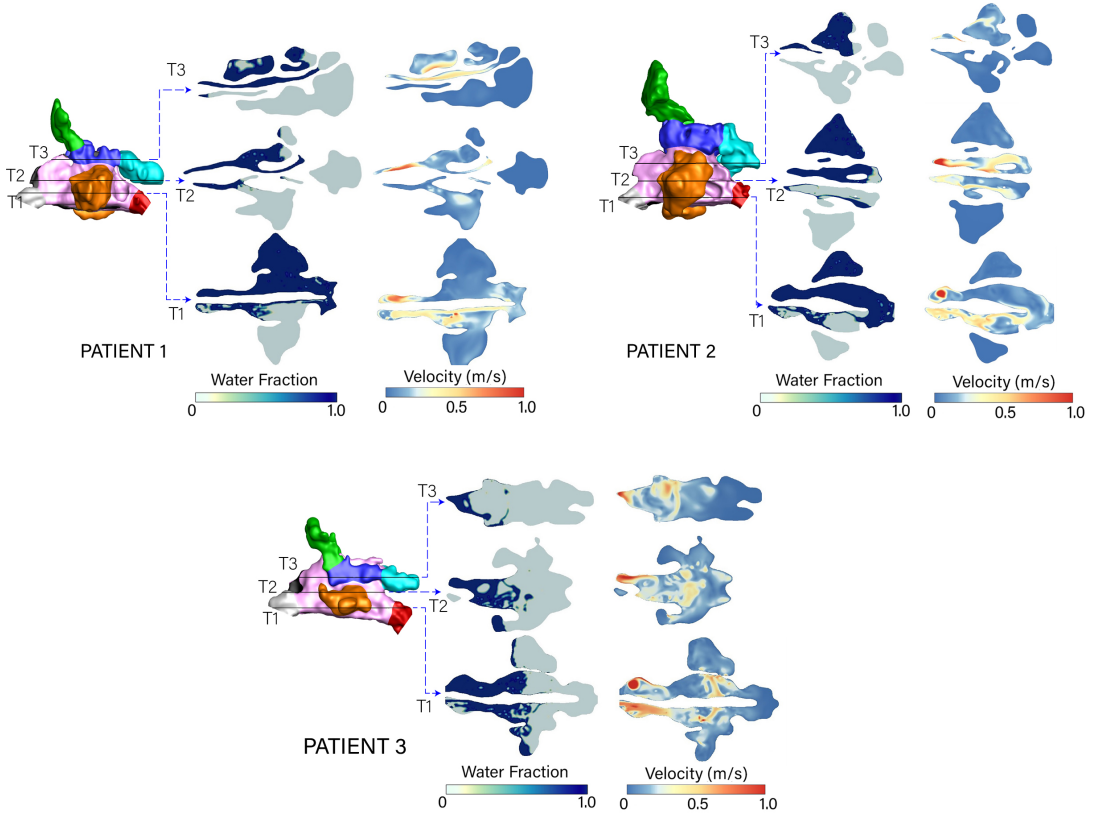 T3
T3
T2
T1
T2
T1
PATIENT 1
Water Fraction
0
1.0
Velocity (m/s)
0
0.5
1.0
T3
T3
T2
T1
T2
T1
PATIENT 2
Water Fraction
0
1.0
Velocity (m/s)
0
0.5
1.0
T3
T3
T2
T1
T2
T1
PATIENT 3
Water Fraction
0
1.0
Velocity (m/s)
0
0.5
1.0